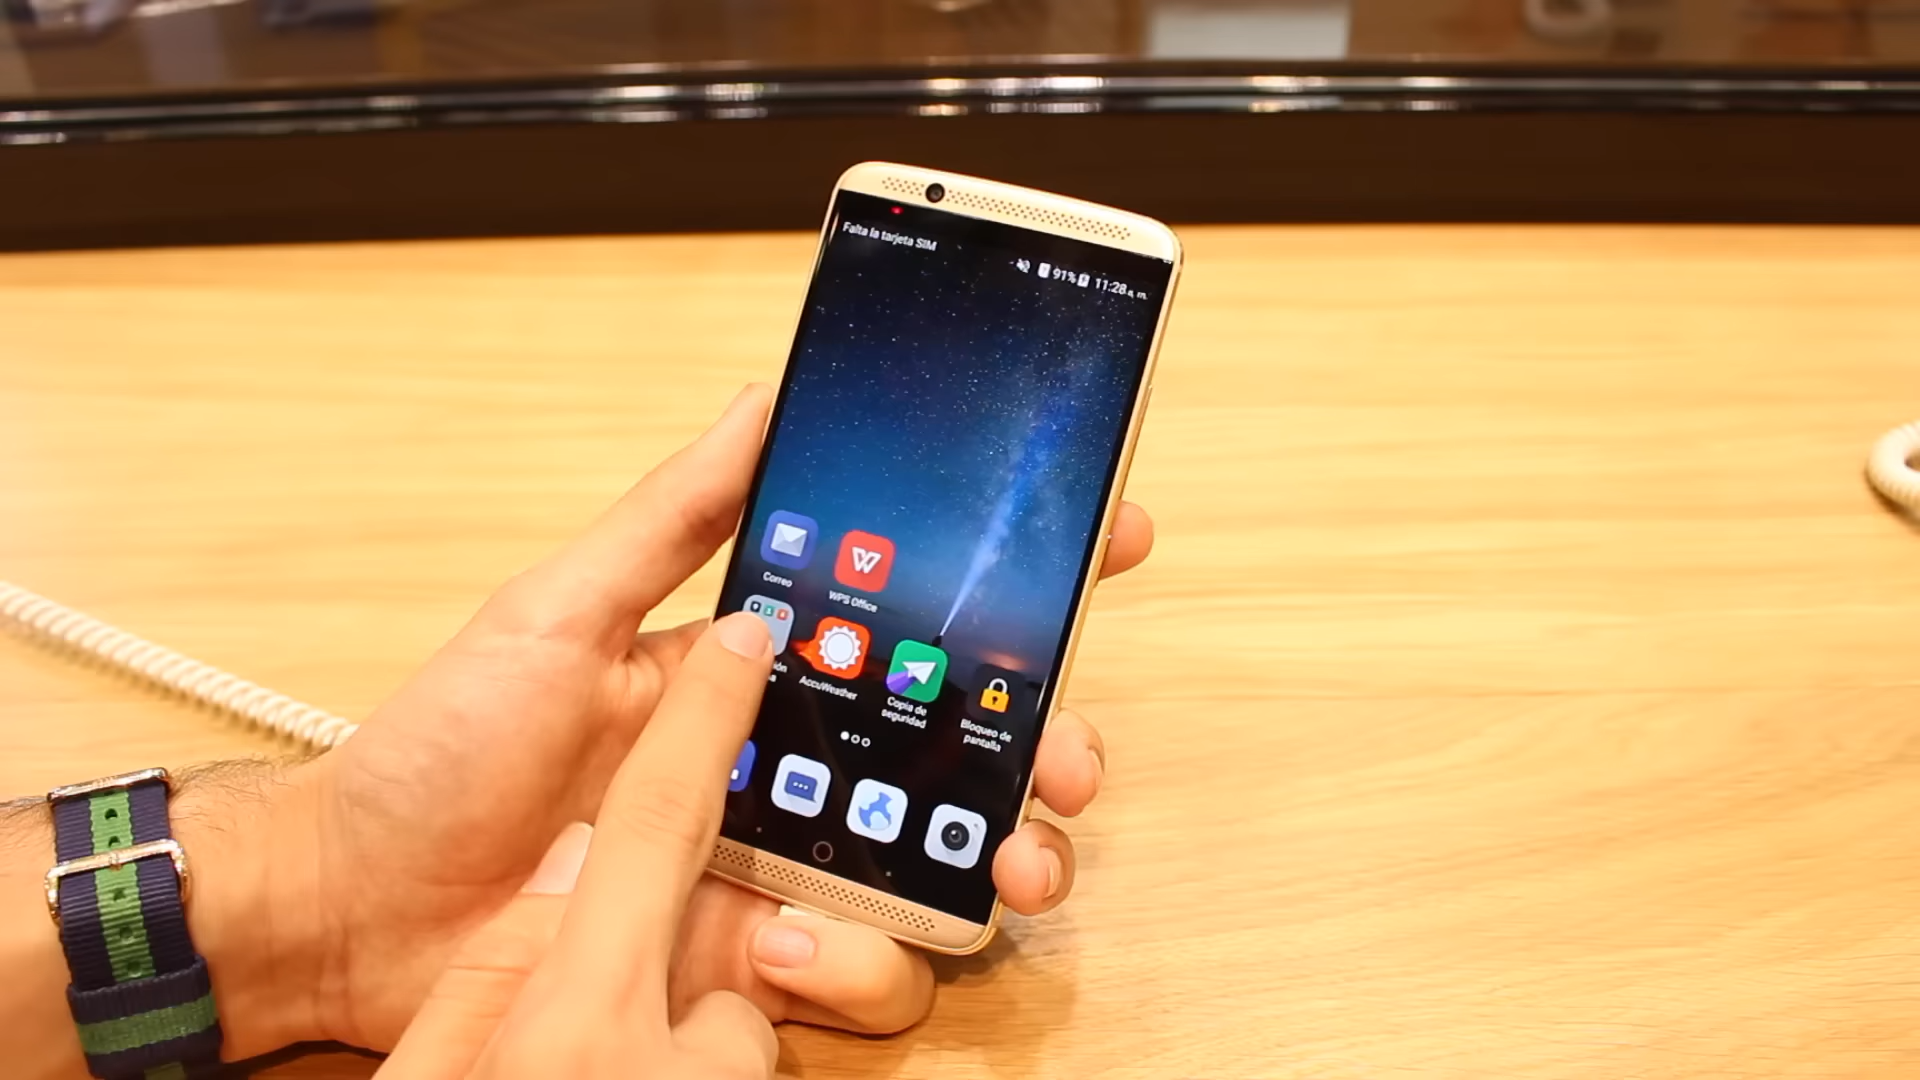 Falta la tarjeta SIM
91% 11:28 a. m.
Correo
WPS Office
AccuWeather
Copia de
seguridad
Bloqueo de
pantalla